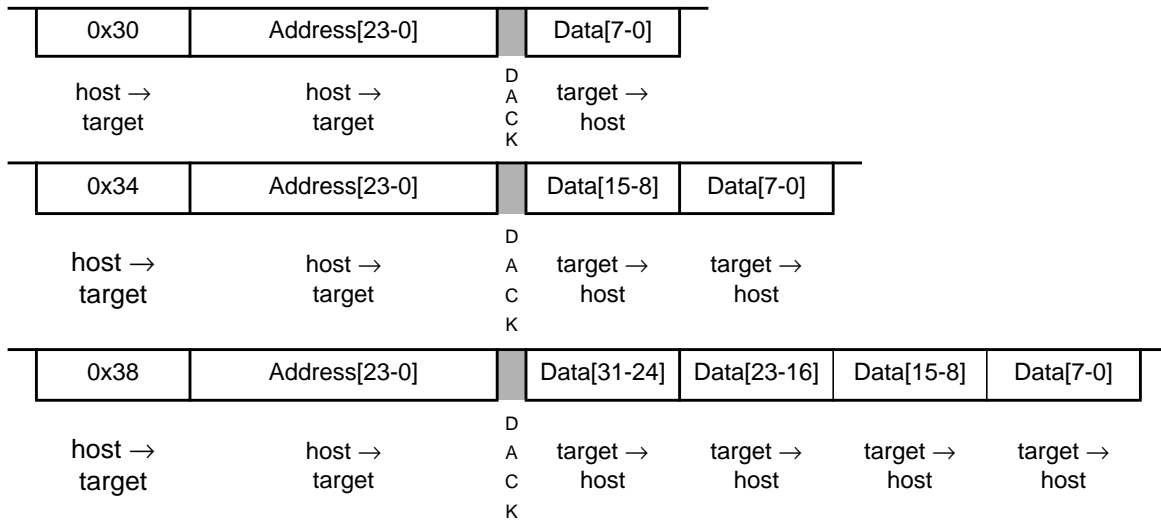 0x30 Address[23-0] Data[7-0]
host → host → D A C K target →
target target host
0x34 Address[23-0] Data[15-8] Data[7-0]
host → host → D A C K target → target →
target target host host
0x38 Address[23-0] Data[31-24] Data[23-16] Data[15-8] Data[7-0]
host → host → D A C K target → target → target → target →
target target host host host host